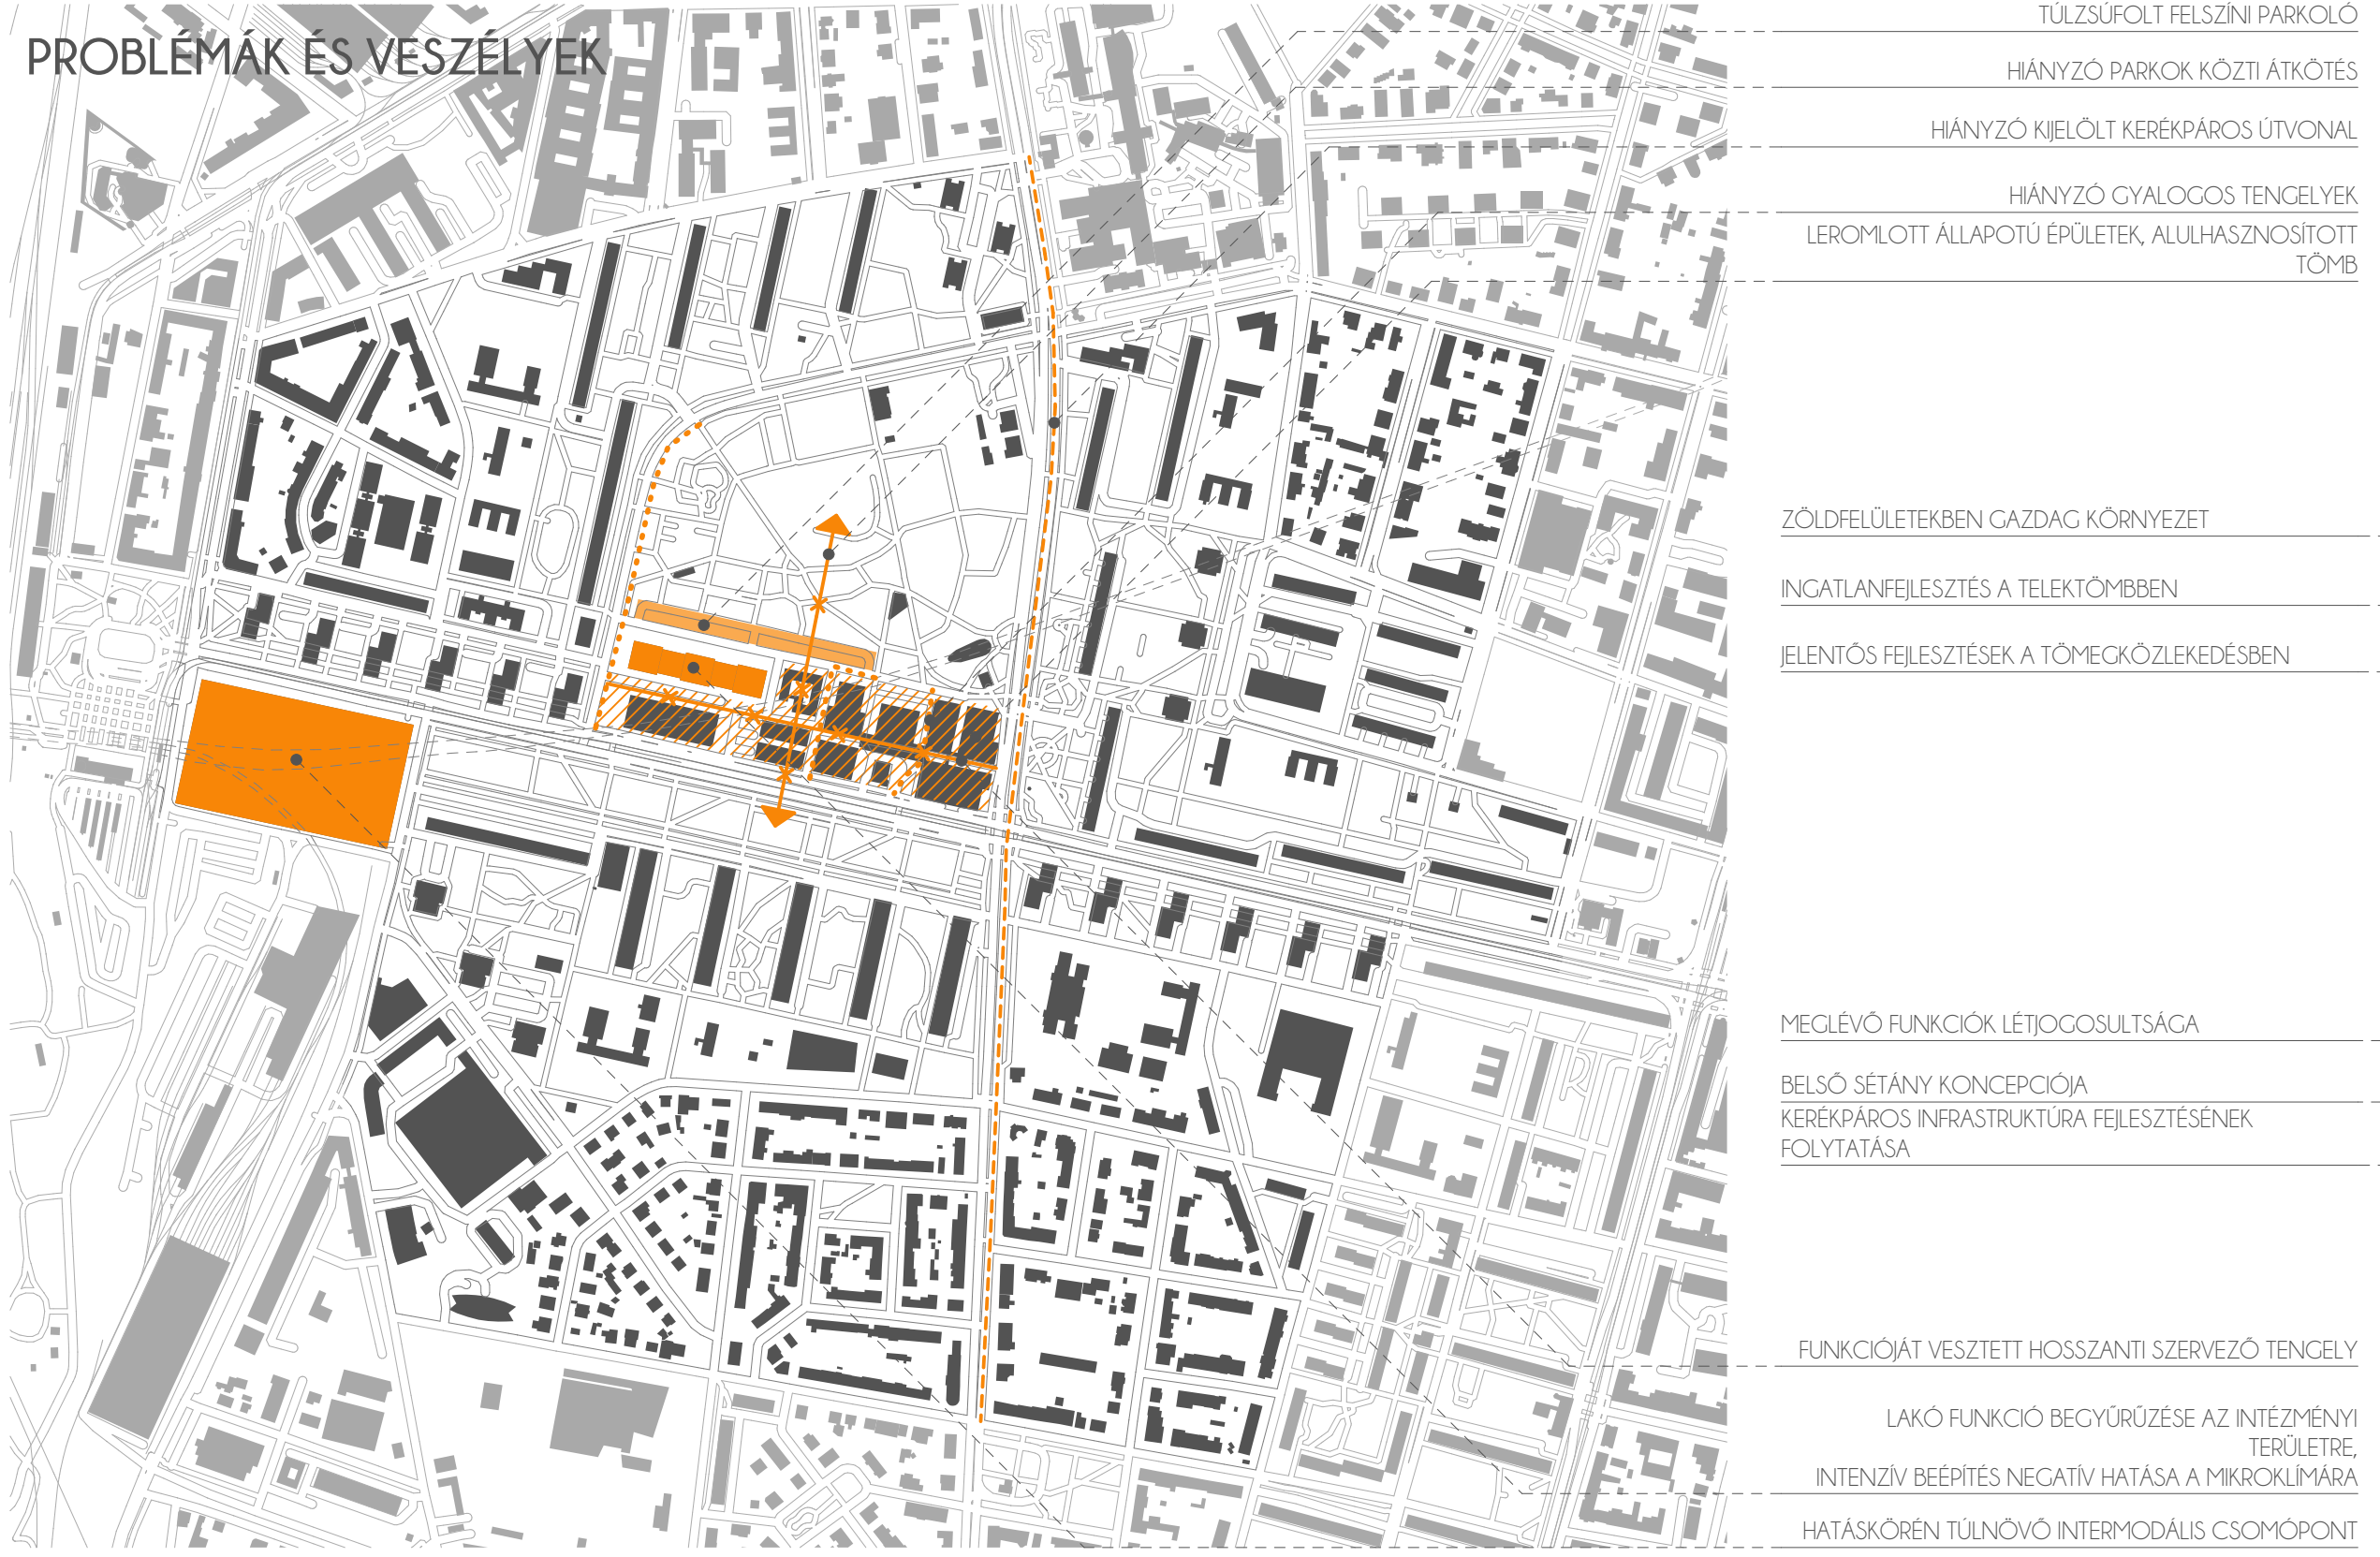 PROBLÉMÁK ÉS VESZÉLYEK
TÚLZSÚFOLT FELSZÍNI PARKOLÓ
HIÁNYZÓ PARKOK KÖZTI ÁTKÖTÉS
HIÁNYZÓ KIJELÖLT KERÉKPÁROS ÚTVONAL
HIÁNYZÓ GYALOGOS TENGELYEK
LEROMLOTT ÁLLAPOTÚ ÉPÜLETEK, ALULHASZNOSÍTOTT
TÖMB
ZÖLDFELÜLETEKBEN GAZDAG KÖRNYEZET
INGATLANFEJLESZTÉS A TELEKTÖMBBEN
JELENTŐS FEJLESZTÉSEK A TÖMEGKÖZLEKEDÉSBEN
MEGLÉVŐ FUNKCIÓK LÉTJOGOSULTSÁGA
BELSŐ SÉTÁNY KONCEPCIÓJA
KERÉKPÁROS INFRASTRUKTÚRA FEJLESZTÉSÉNEK
FOLYTATÁSA
FUNKCIÓJÁT VESZTETT HOSSZANTI SZERVEZŐ TENGELY
LAKÓ FUNKCIÓ BEGYŰRŰZÉSE AZ INTÉZMÉNYI
TERÜLETRE,
INTENZÍV BEÉPÍTÉS NEGATÍV HATÁSA A MIKROKLÍMÁRA
HATÁSKÖRÉN TÚLNÖVŐ INTERMODÁLIS CSOMÓPONT